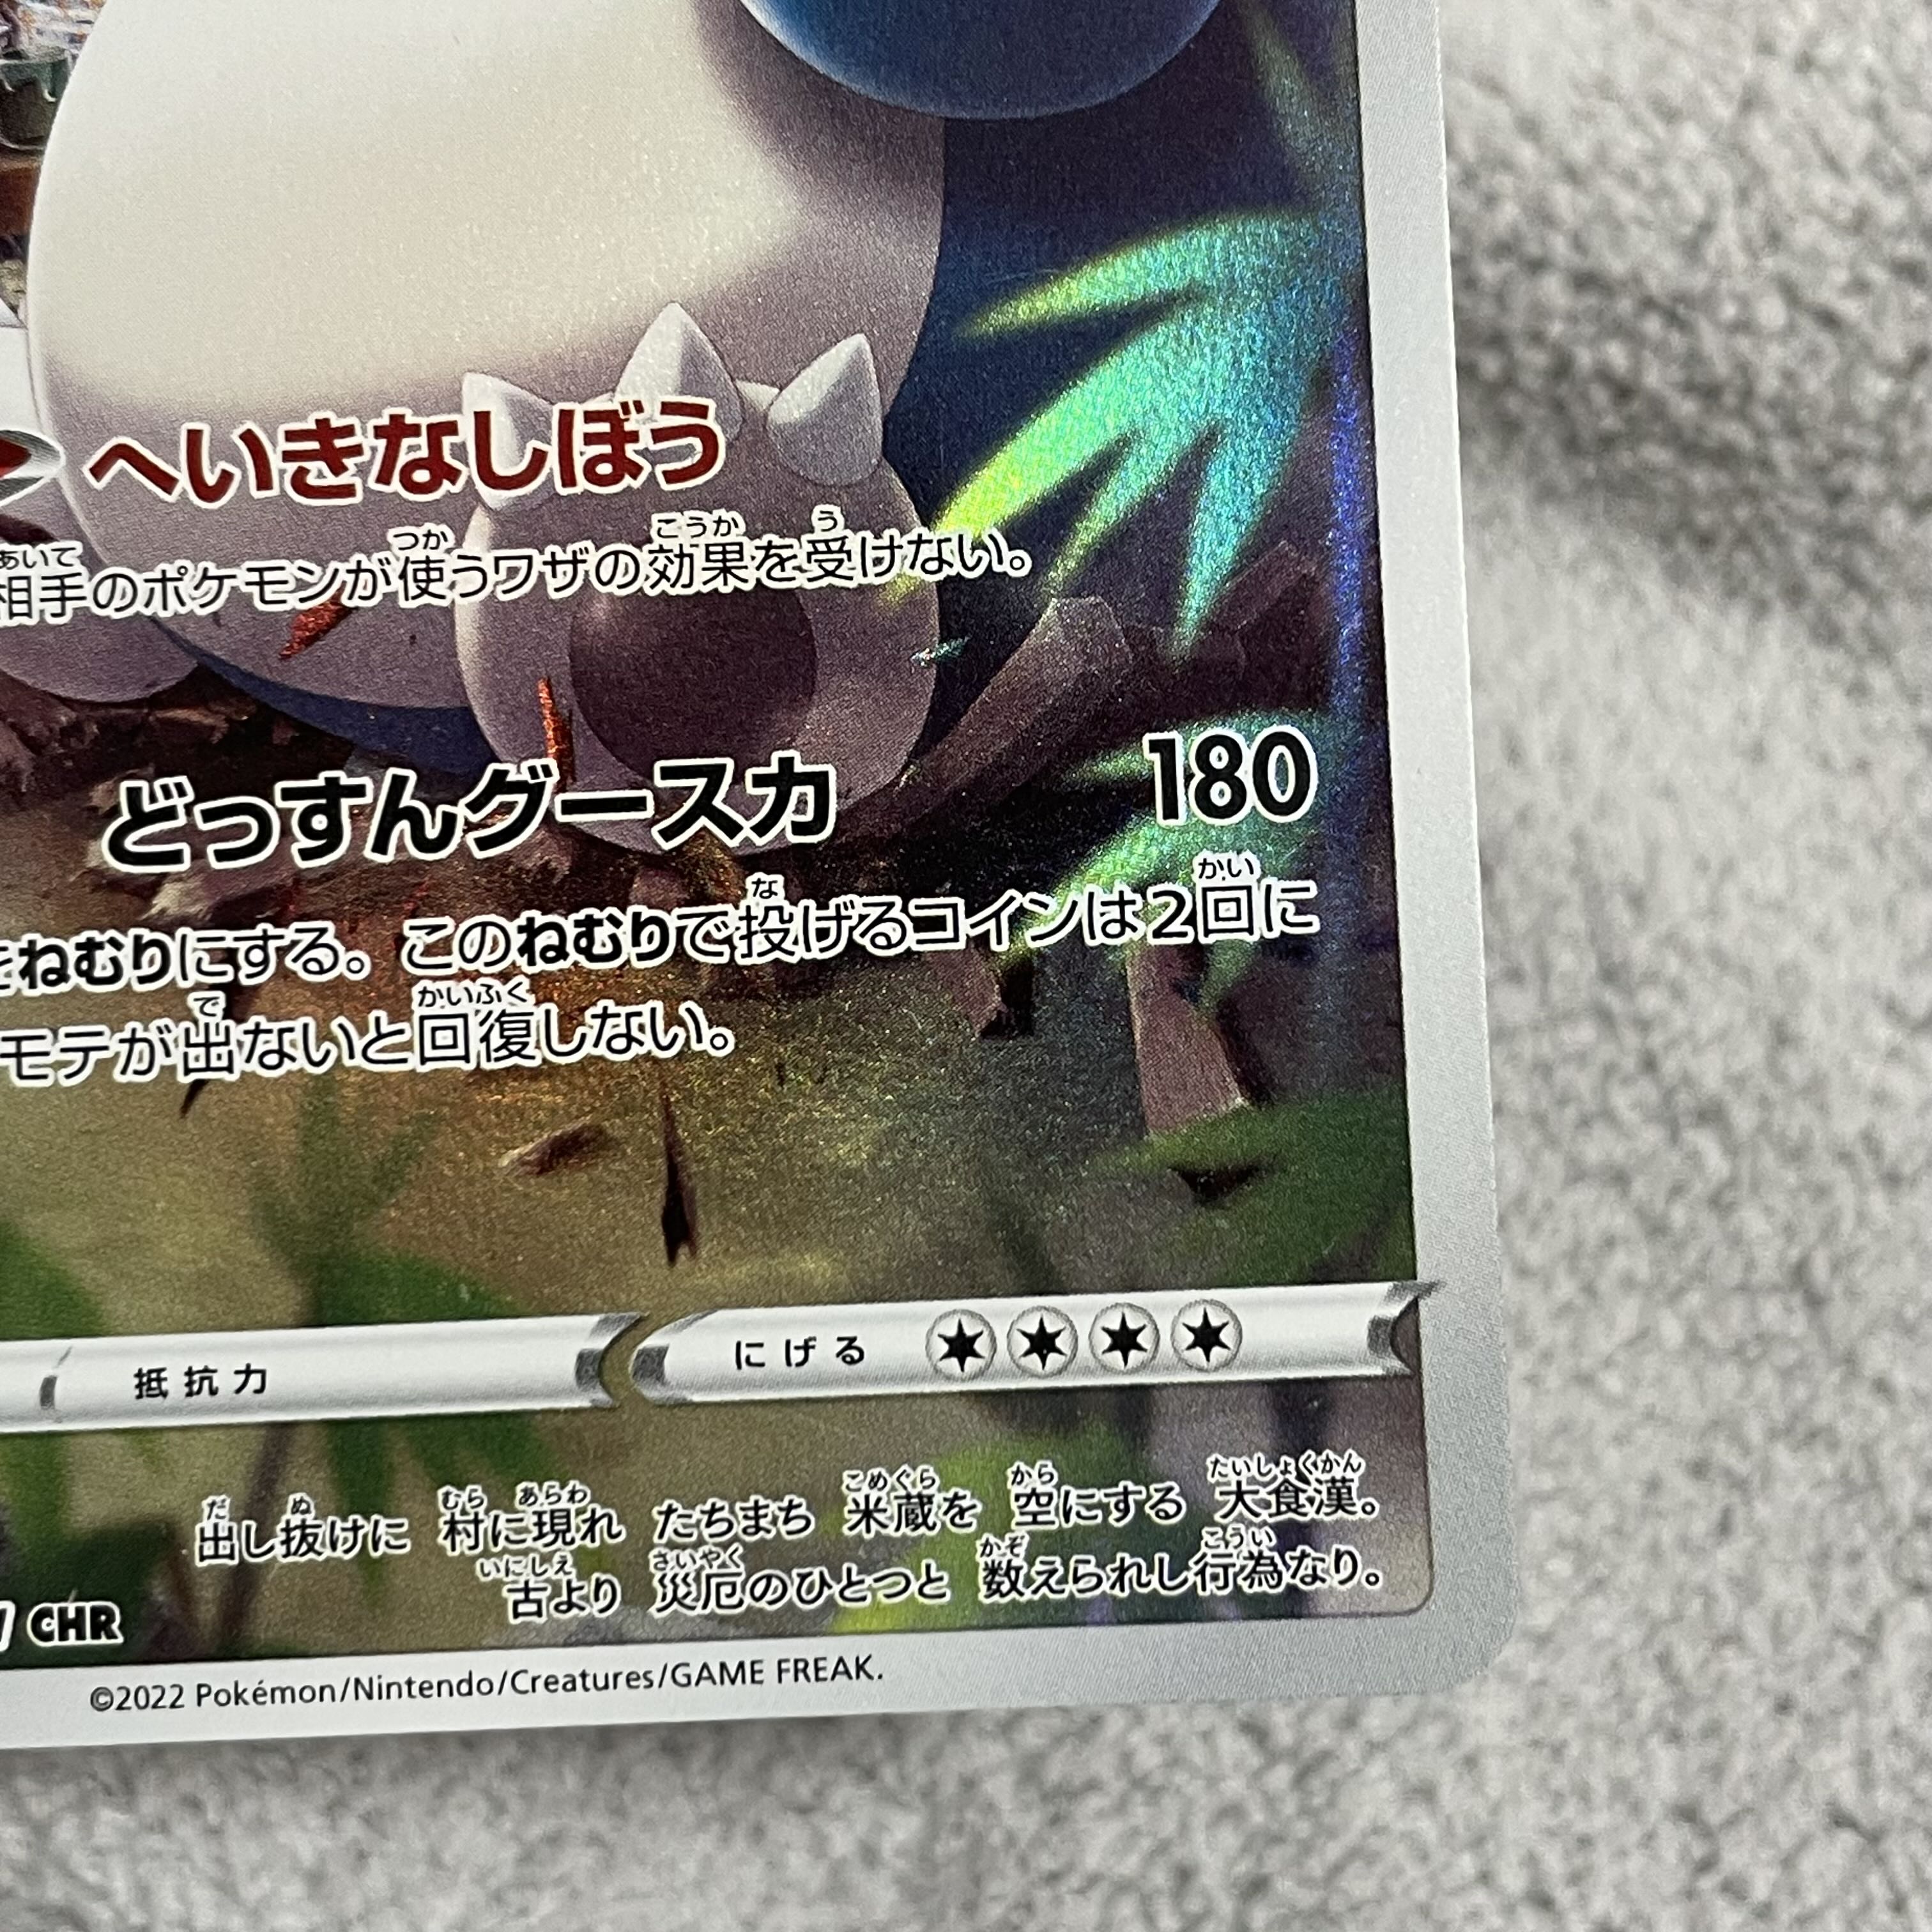 へいきなしぼう
相手のポケモンが使うワザの効果を受けない。
どっすんグースカ 180
をねむりにする。このねむりで投げるコインは2回に
モテが出ないと回復しない。
抵抗力 にげる
出し抜けに 村に現れ たちまち 米蔵を 空にする 大食漢。
古より 災厄のひとつと 数えられし行為なり。
CHR
©2022 Pokémon/Nintendo/Creatures/GAME FREAK.